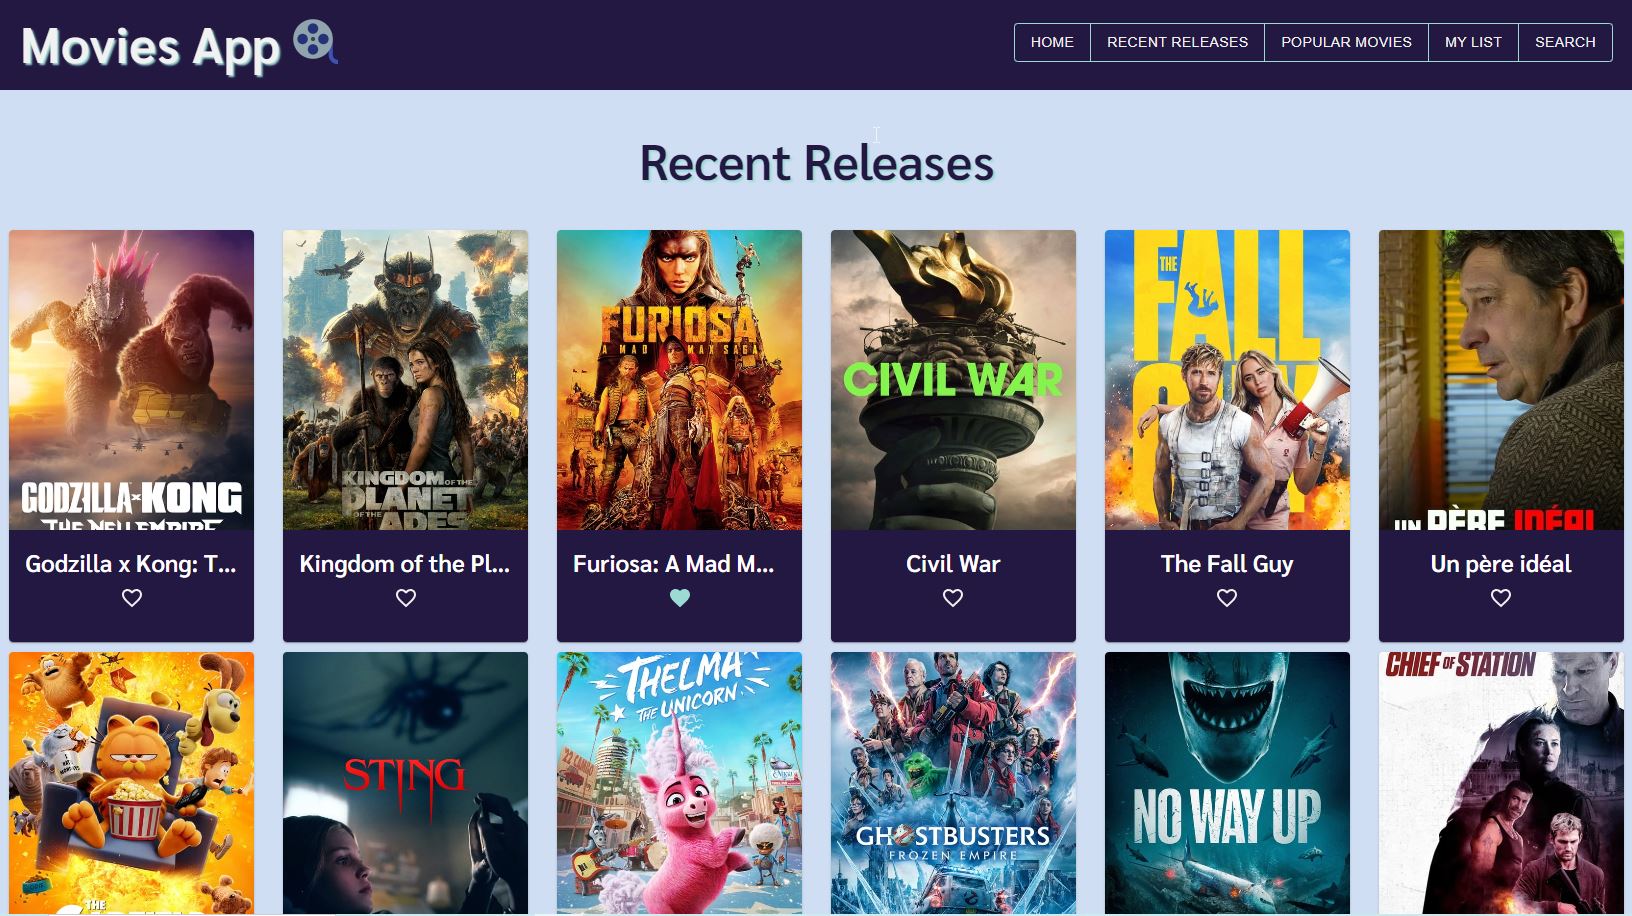 Movies App
HOME
RECENT RELEASES
POPULAR MOVIES
MY LIST
SEARCH
Recent Releases
GODZILLA x KONG
THE NEW EMPIRE
KINGDOM OF THE
PLANET
OF THE APES
FURIOSA
A MAD MAX SAGA
CIVIL WAR
THE
FALL
GUY
UN PÈRE IDÉAL
Godzilla x Kong: T...
Kingdom of the Pl...
Furiosa: A Mad M...
Civil War
The Fall Guy
Un père idéal
THE
GARFIELD
STING
THELMA
THE UNICORN
GHOSTBUSTERS
FROZEN EMPIRE
NO WAY UP
CHIEF OF STATION